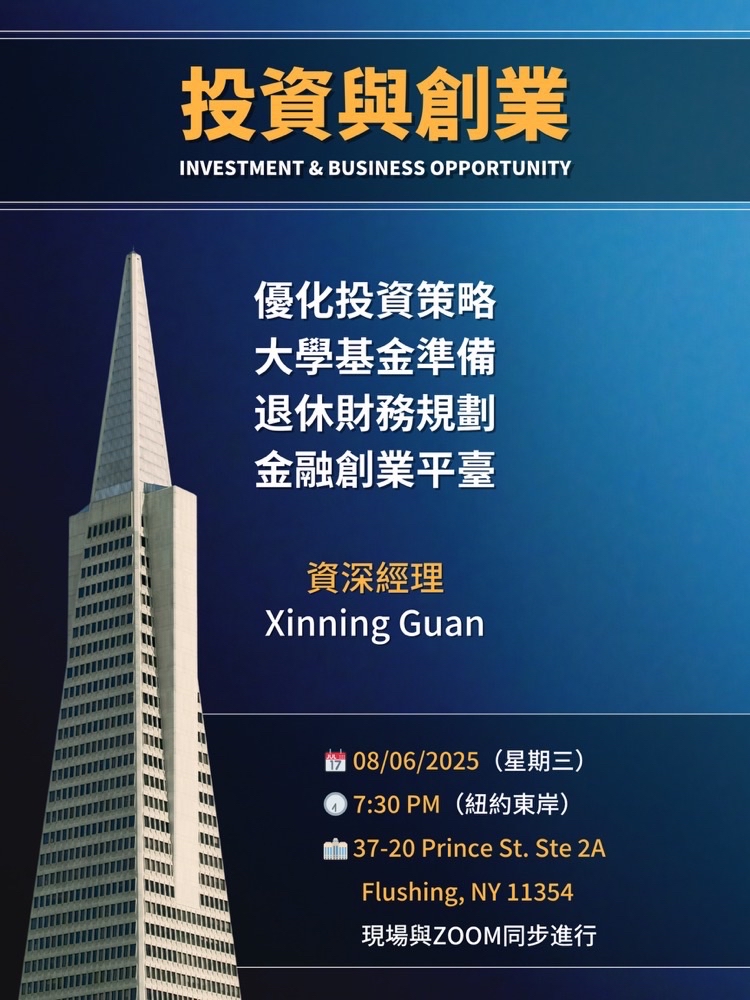 投資與創業
INVESTMENT & BUSINESS OPPORTUNITY
優化投資策略
大學基金準備
退休財務規劃
金融創業平臺
資深經理
Xinning Guan
08/06/2025（星期三）
7:30 PM（紐約東岸）
37-20 Prince St. Ste 2A
Flushing, NY 11354
現場與ZOOM同步進行